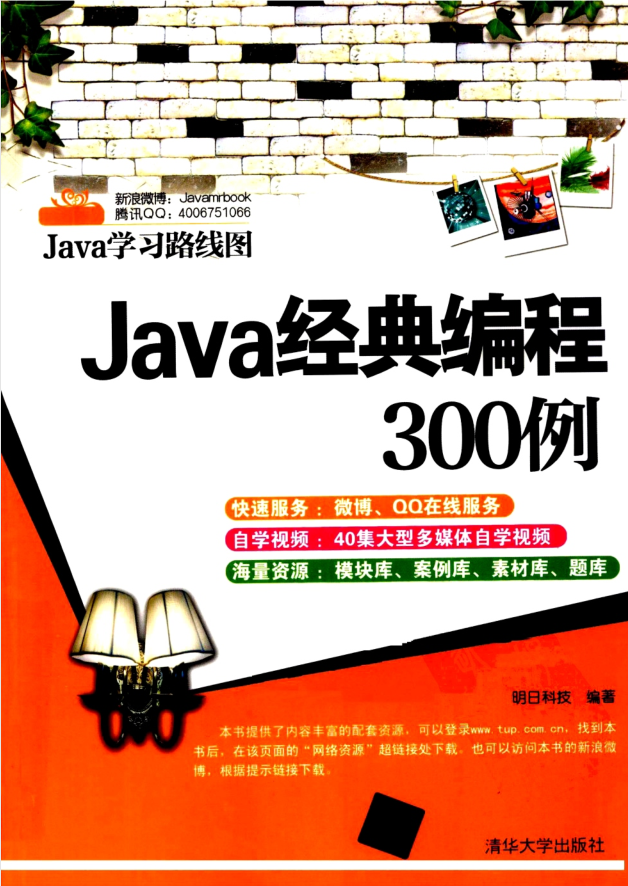 新浪微博：Javamrbook
腾讯QQ：4006751066
Java学习路线图
Java经典编程
300例
快速服务：微博、QQ在线服务
自学视频：40集大型多媒体自学视频
海量资源：模块库、案例库、素材库、题库
明日科技 编著
本书提供了内容丰富的配套资源，可以登录www.tup.com.cn，找到本
书后，在该页面的“网络资源”超链接处下载。也可以访问本书的新浪微
博，根据提示链接下载。
清华大学出版社